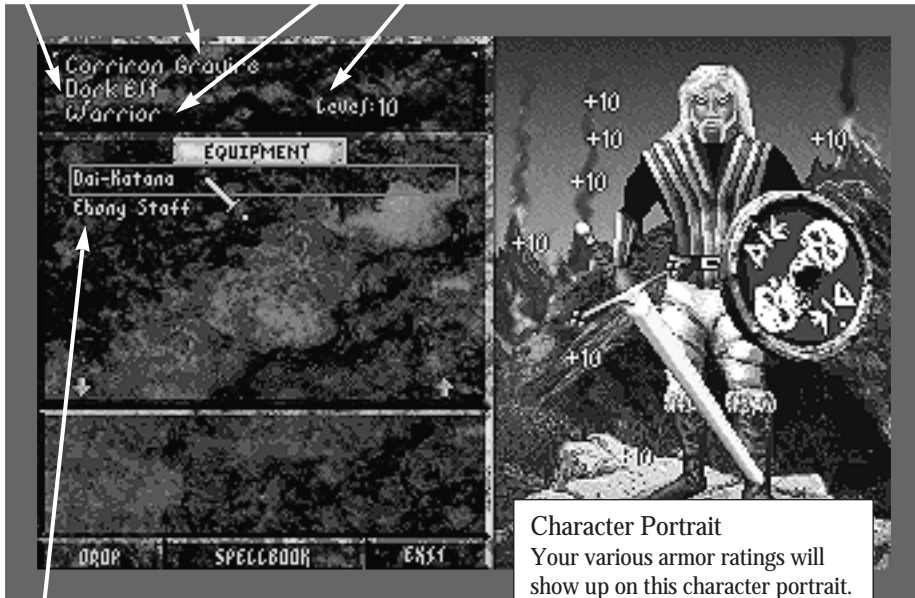 Corriron Gravire
Dark Elf
Warrior
Level:10
EQUIPMENT
Dai-Katana
Ebony Staff
DROP
SPELLBOOK
EXIT
+10
+10
+10
+10
+10
+10
+10
Character Portrait
Your various armor ratings will
show up on this character portrait.